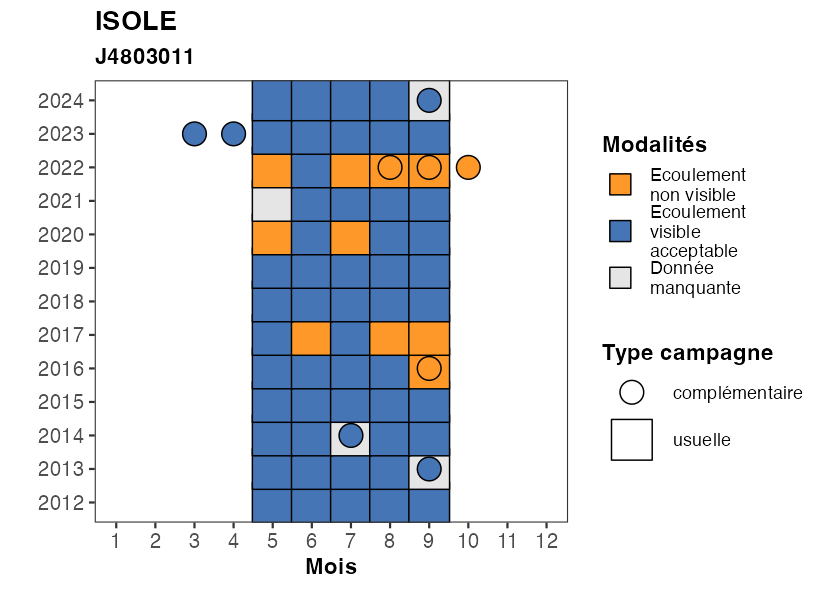 ISOLE
J4803011
2024
2023
2022
2021
2020
2019
2018
2017
2016
2015
2014
2013
2012
1 2 3 4 5 6 7 8 9 10 11 12
Mois
Modalités
Ecoulement
non visible
Ecoulement
visible
acceptable
Donnée
manquante
Type campagne
complémentaire
usuelle